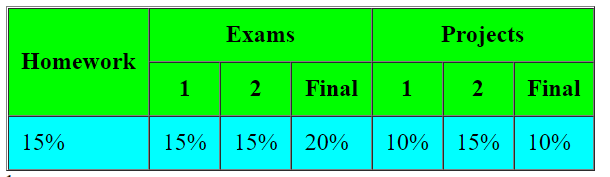 Exams Projects
Homework
1 2 Final 1 2 Final
15% 15% 15% 20% 10% 15% 10%